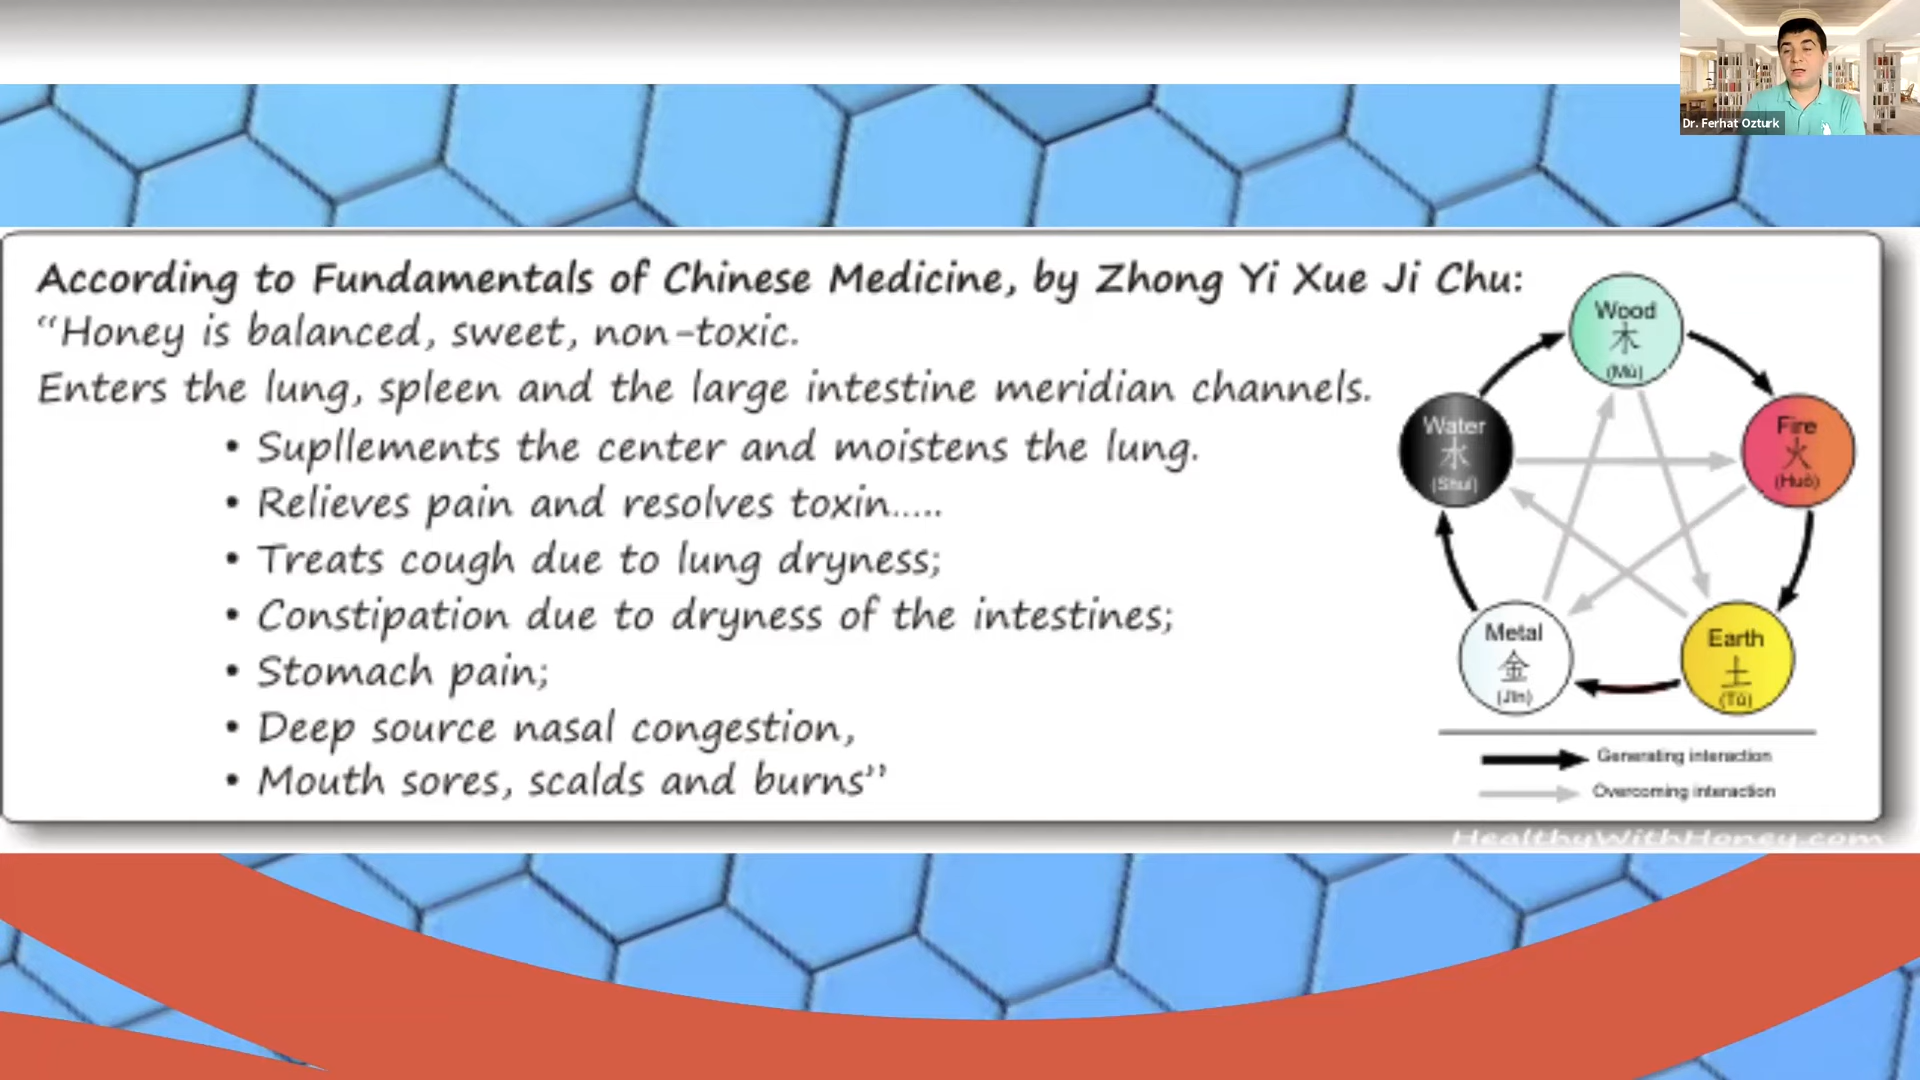 Dr. Ferhat Ozturk
According to Fundamentals of Chinese Medicine, by Zhong Yi Xue Ji Chu:
“Honey is balanced, sweet, non-toxic.
Enters the lung, spleen and the large intestine meridian channels.
• Supllements the center and moistens the lung.
• Relieves pain and resolves toxin.....
• Treats cough due to lung dryness;
• Constipation due to dryness of the intestines;
• Stomach pain;
• Deep source nasal congestion,
• Mouth sores, scalds and burns”
Wood
木
(Mù)
Water
水
(Shuǐ)
Fire
火
(Huǒ)
Metal
金
(Jīn)
Earth
土
(Tǔ)
Generating interaction
Overcoming interaction
HealthyWithHoney.com